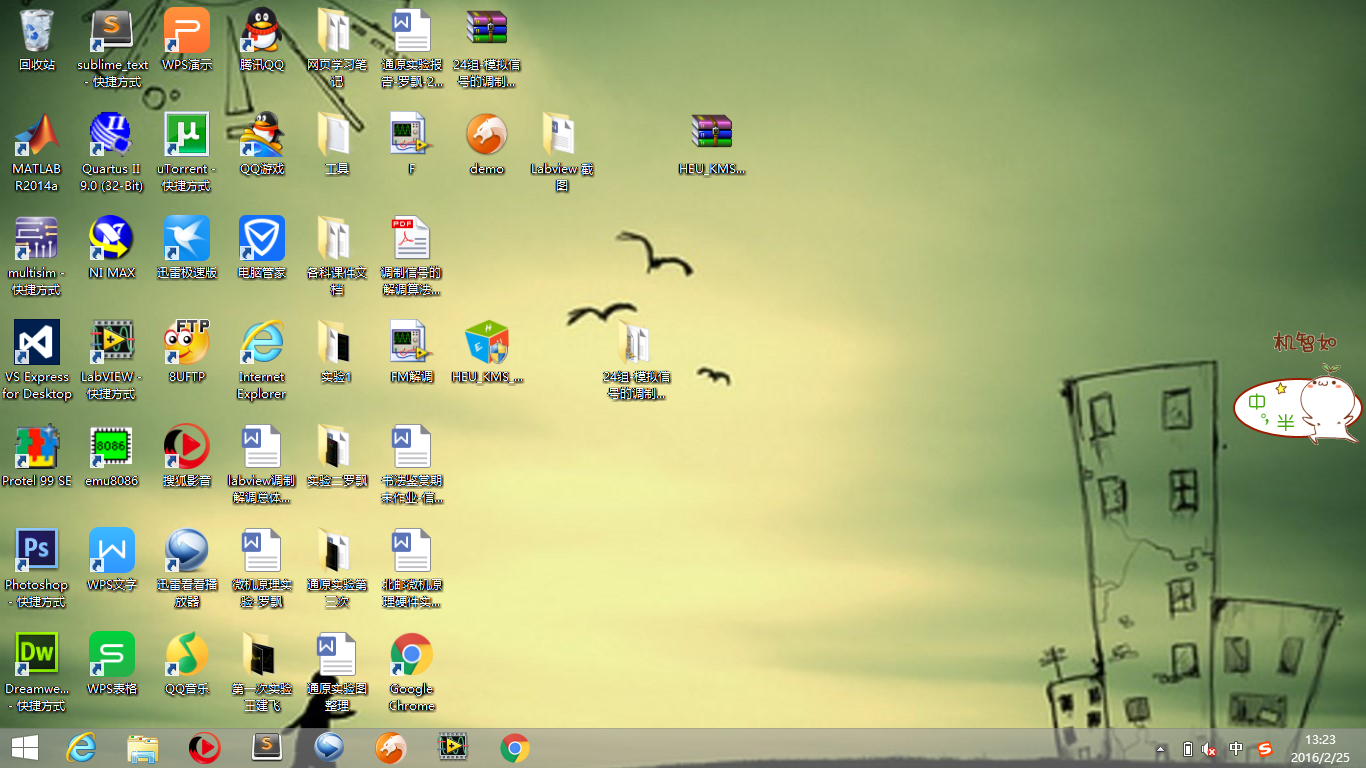 回收站
sublime_text
- 快捷方式
WPS演示
腾讯QQ
网页学习笔
记
通原实验报
告-罗飘-2...
24组-模拟信
号的调制...
MATLAB
R2014a
Quartus II
9.0 (32-Bit)
uTorrent -
快捷方式
QQ游戏
工具
F
demo
Labview 截
图
HEU_KMS...
multisim -
快捷方式
NI MAX
迅雷极速版
电脑管家
各科课件文
档
PDF
调制信号的
解调算法...
VS Express
for Desktop
LabVIEW -
快捷方式
FTP
8UFTP
Internet
Explorer
实验1
FM解调
HEU_KMS_...
24组-模拟信
号的调制...
机智如
中
°,半
Protel 99 SE
8086
emu8086
搜狐影音
labview调制
解调总体...
实验二罗飘
书法鉴赏期
末作业-信...
Ps
Photoshop
- 快捷方式
WPS文字
迅雷看看播
放器
微机原理实
验-罗飘
通原实验第
三次
北邮微机原
理硬件实...
Dw
Dreamwe...
- 快捷方式
WPS表格
QQ音乐
第一次实验
王建飞
通原实验图
整理
Google
Chrome
中
13:23
2016/2/25